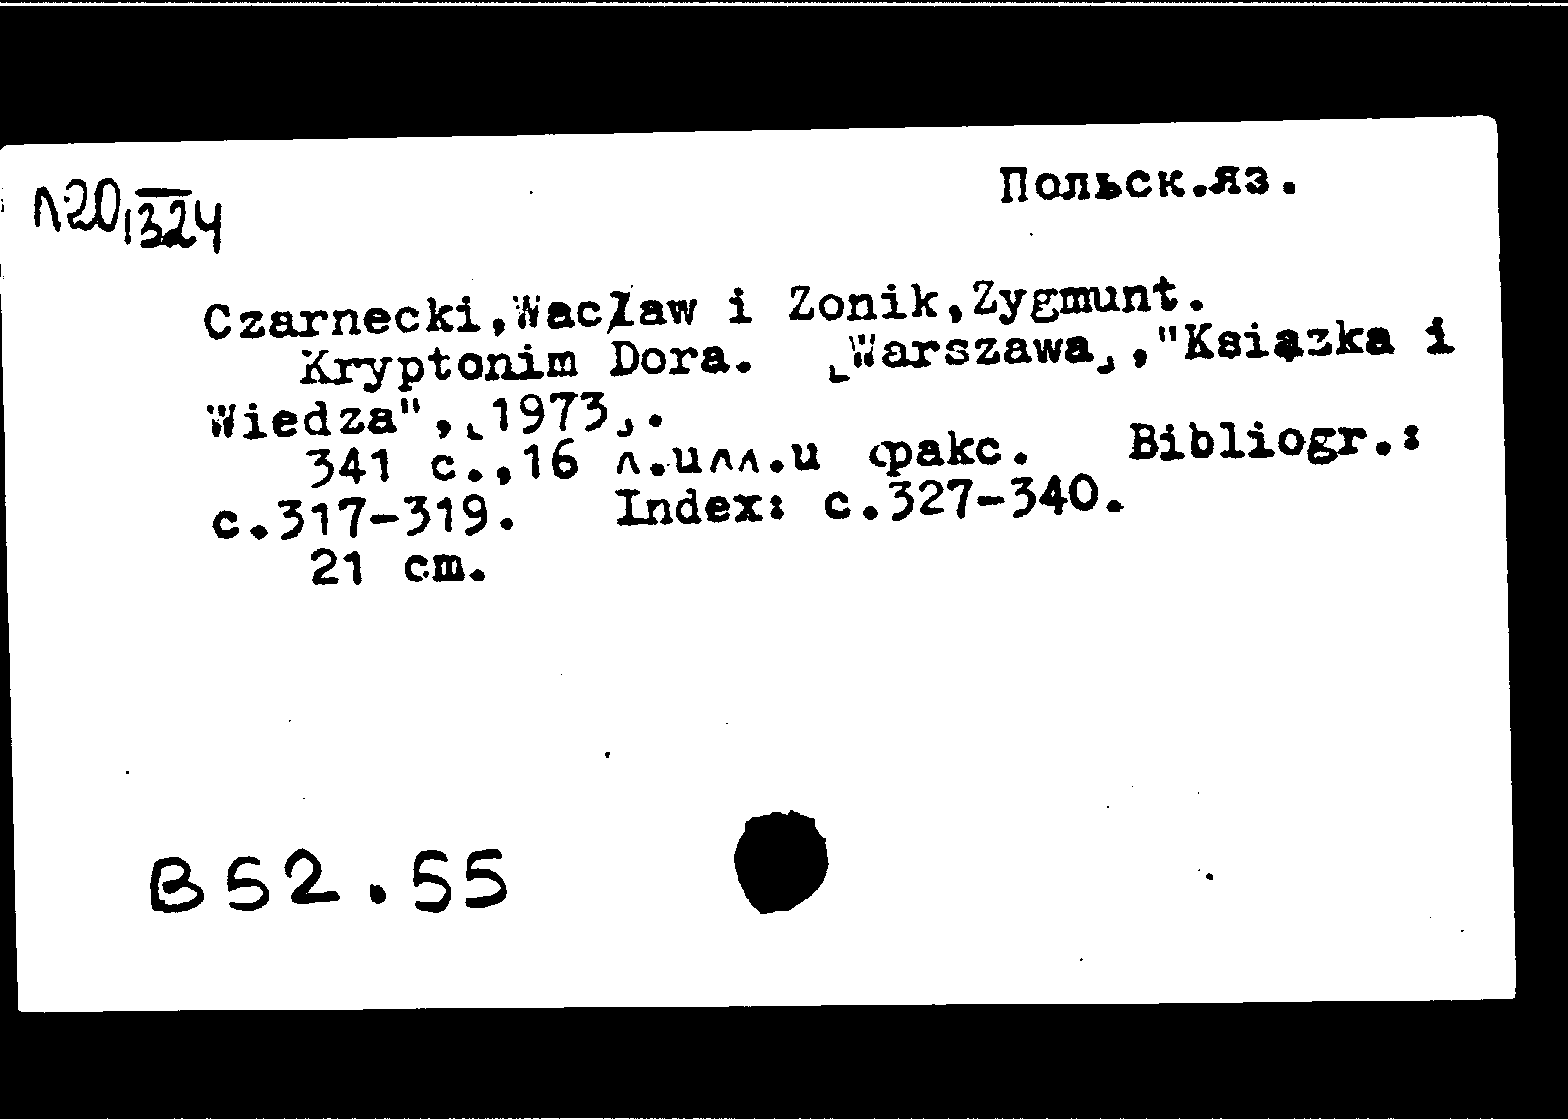 Польск.яз.
л20/1324
Czarnecki,Wacław i Zonik,Zygmunt.
Kryptonim Dora. [Warszawa],"Książka i
Wiedza",[1973].
341 с.,16 л.илл.и факс. Bibliogr.:
с.317-319. Index: с.327-340.
21 cm.
B52.55